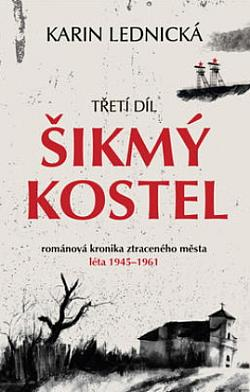 KARIN LEDNICKÁ
TŘETÍ DÍL
ŠIKMÝ
KOSTEL
románová kronika ztraceného města
léta 1945–1961